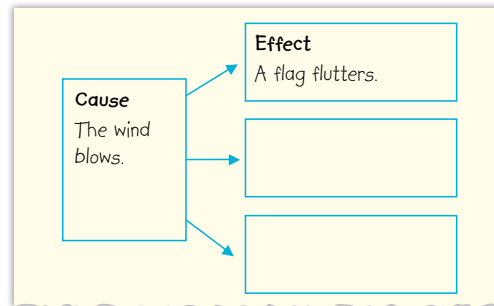 Effect
A flag flutters.
Cause
The wind
blows.